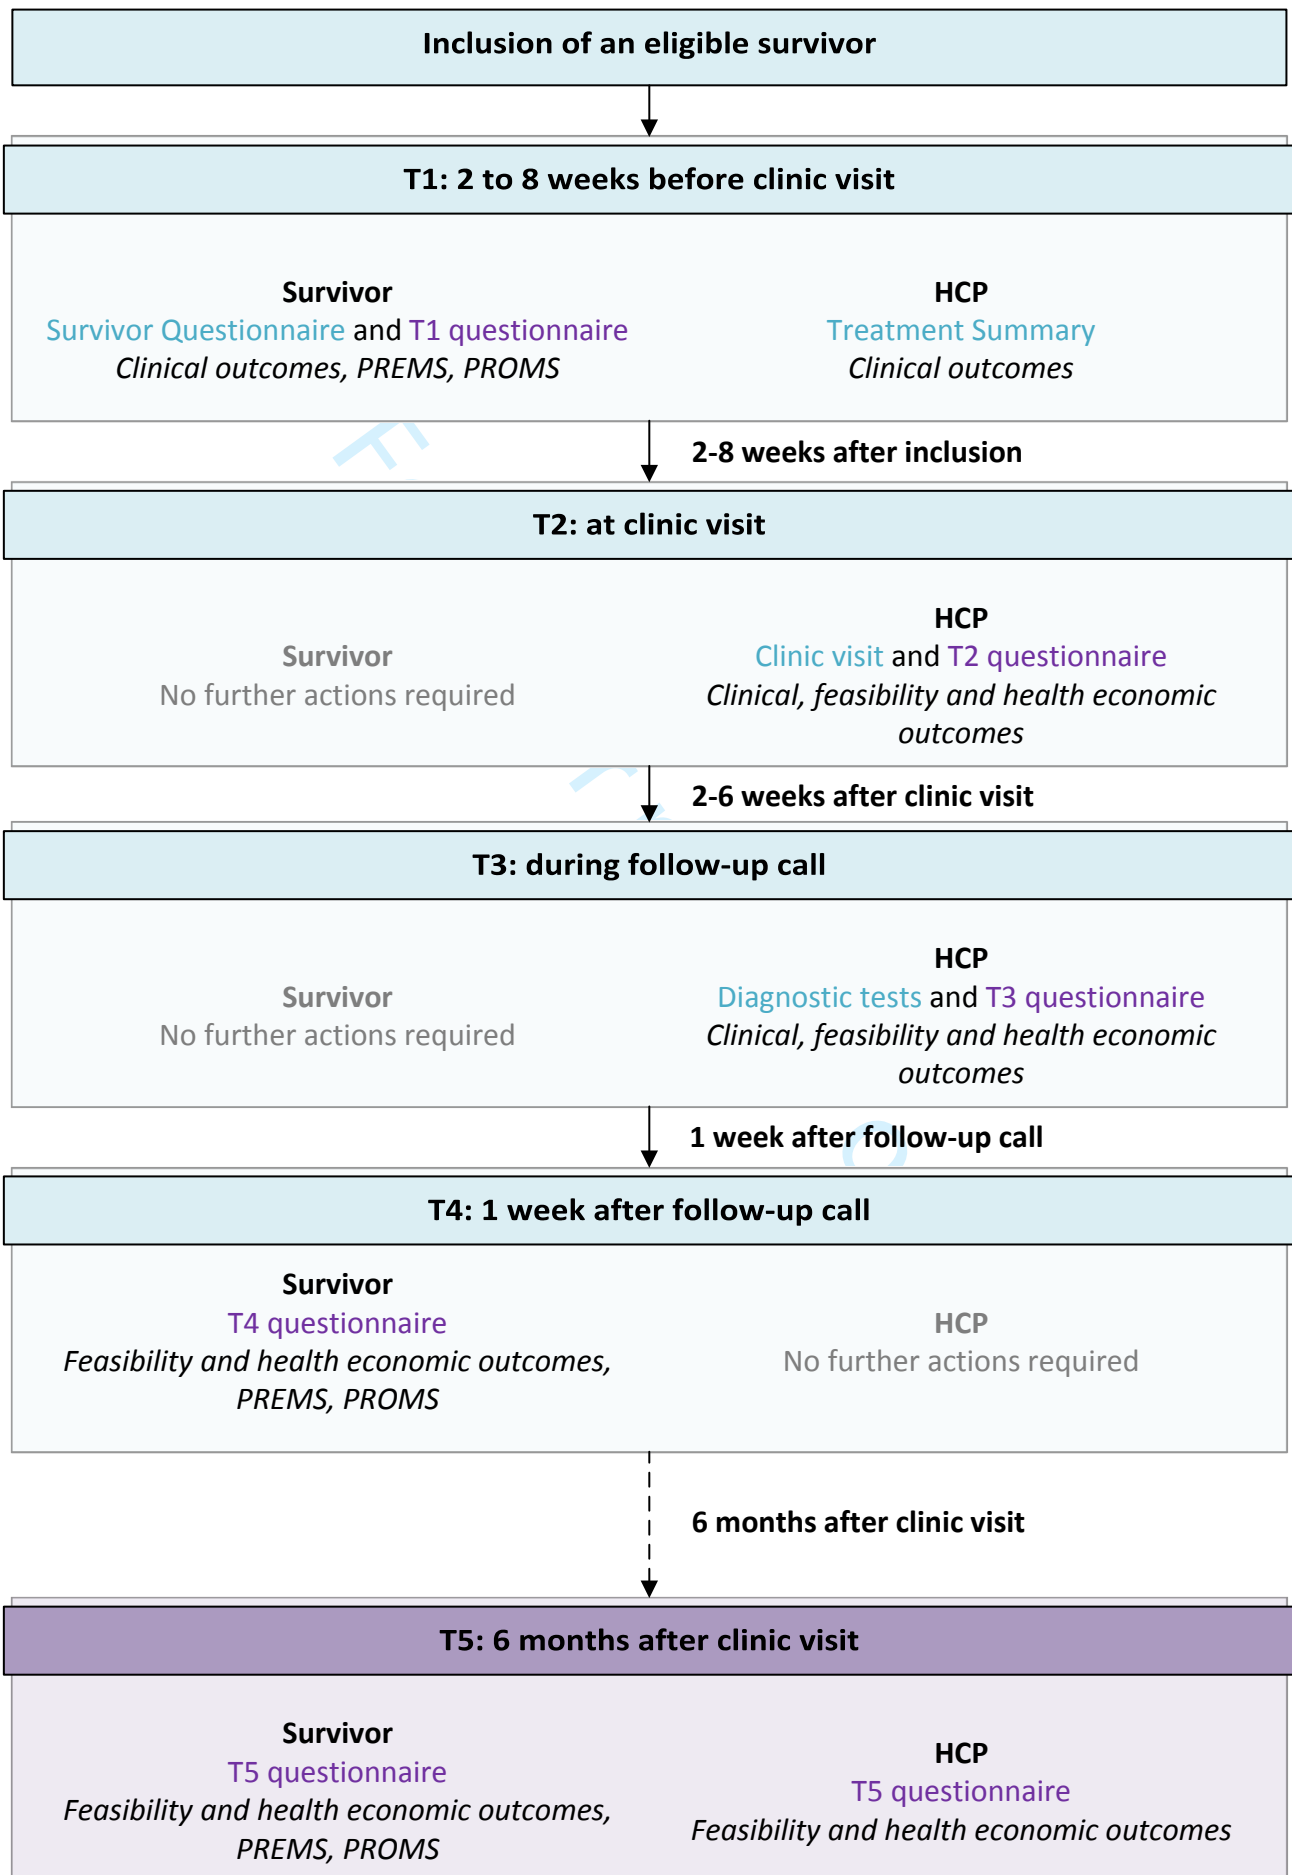 Inclusion of an eligible survivor
T1: 2 to 8 weeks before clinic visit
Survivor
Survivor Questionnaire and T1 questionnaire
Clinical outcomes, PREMS, PROMS
HCP
Treatment Summary
Clinical outcomes
2-8 weeks after inclusion
T2: at clinic visit
Survivor
No further actions required
HCP
Clinic visit and T2 questionnaire
Clinical, feasibility and health economic
outcomes
2-6 weeks after clinic visit
T3: during follow-up call
Survivor
No further actions required
HCP
Diagnostic tests and T3 questionnaire
Clinical, feasibility and health economic
outcomes
1 week after follow-up call
T4: 1 week after follow-up call
Survivor
T4 questionnaire
Feasibility and health economic outcomes,
PREMS, PROMS
HCP
No further actions required
6 months after clinic visit
T5: 6 months after clinic visit
Survivor
T5 questionnaire
Feasibility and health economic outcomes,
PREMS, PROMS
HCP
T5 questionnaire
Feasibility and health economic outcomes